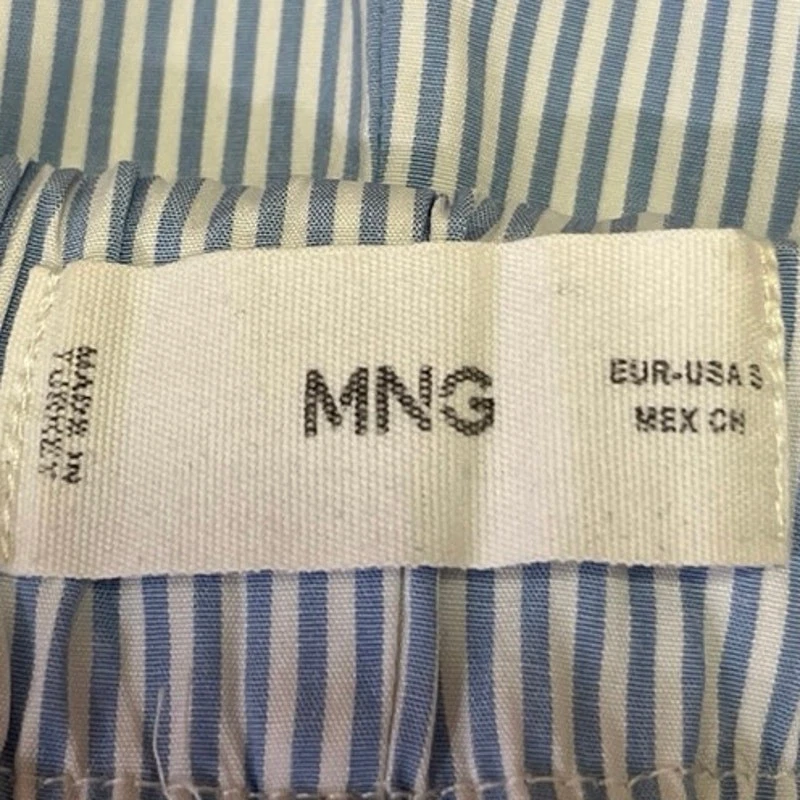 MADE IN
TURKEY
MNG
EUR-USA S
MEX CH